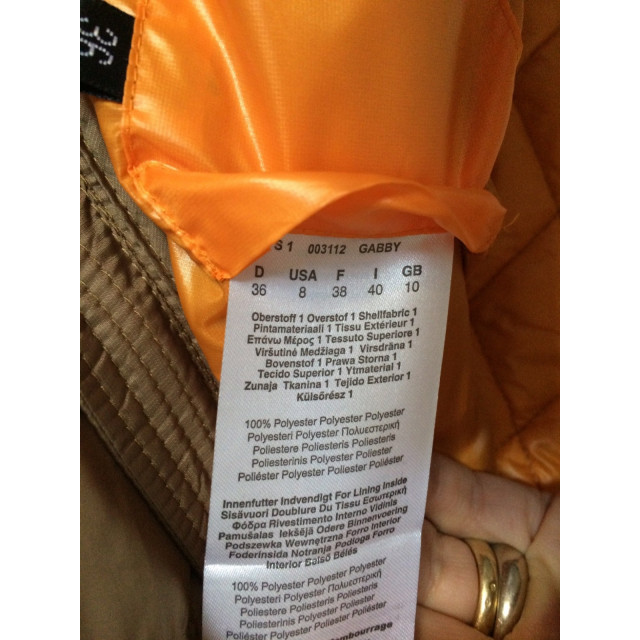 S 1 003112 GABBY
D USA F I GB
36 8 38 40 10
Oberstoff 1 Overstof 1 Shellfabric 1
Pintamateriaali 1 Tissu Extérieur 1
Επάνω Μέρος 1 Tessuto Superiore 1
Viršutinė Medžiaga 1 Virsdrāna 1
Bovenstof 1 Prawa Storna 1
Tecido Superior 1 Ytmaterial 1
Zunaja Tkanina 1 Tejido Exterior 1
Külsőrész 1
100% Polyester Polyester Polyester
Polyesteri Polyester Πολυεστερική
Poliestere Poliesteris Poliesteris
Poliesterinis Polyester Poliester
Poliéster Poliéster Poliészter
Innenfutter Indvendigt For Lining Inside
Sisävuori Doublure Du Tissu Εσωτερική
Φόδρα Rivestimento Interno Vidinis
Pamušalas Iekšējā Odere Binnenvoering
Podszewka Wewnętrzna Forro Interior
Foderinsida Notranja Podloga Forro
Interior Belső Bélés
100% Polyester Polyester Polyester
Polyesteri Polyester Πολυεστερική
Poliestere Poliesteris Poliesteris
Poliesterinis Polyester Poliester
Poliéster Poliéster